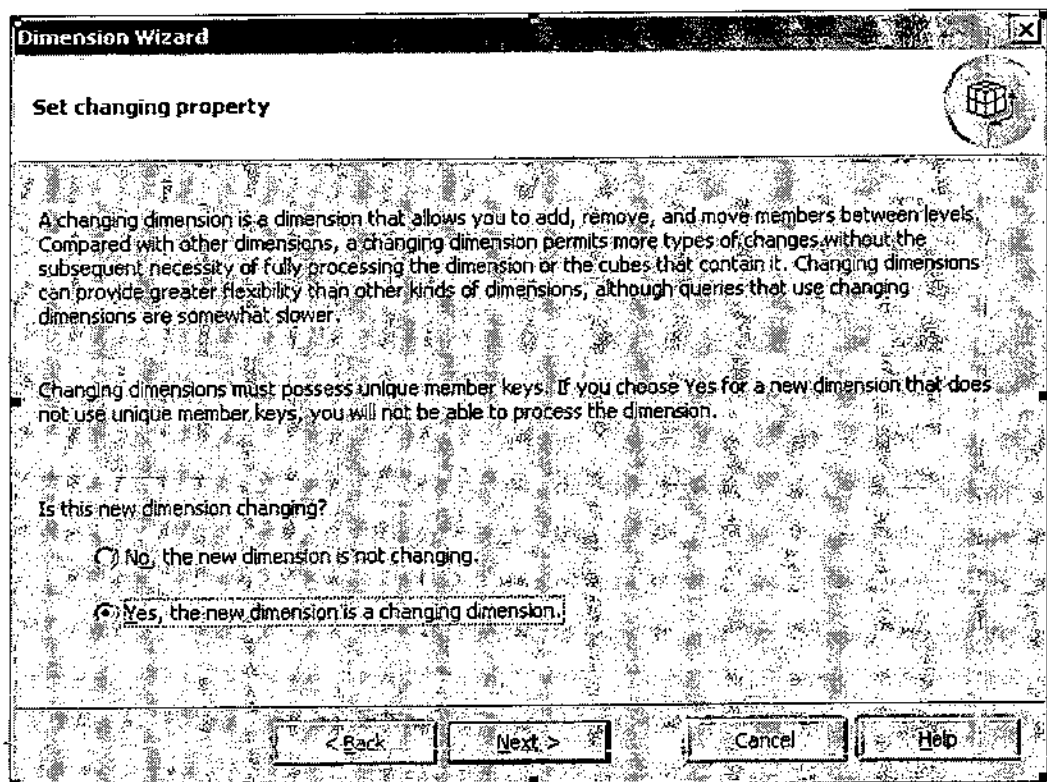 Dimension Wizard
Set changing property
A changing dimension is a dimension that allows you to add, remove, and move members between levels.
Compared with other dimensions, a changing dimension permits more types of changes without the
subsequent necessity of fully processing the dimension or the cubes that contain it. Changing dimensions
can provide greater flexibility than other kinds of dimensions, although queries that use changing
dimensions are somewhat slower.
Changing dimensions must possess unique member keys. If you choose Yes for a new dimension that does
not use unique member keys, you will not be able to process the dimension.
Is this new dimension changing?
No, the new dimension is not changing.
Yes, the new dimension is a changing dimension.
< Back Next > Cancel Help